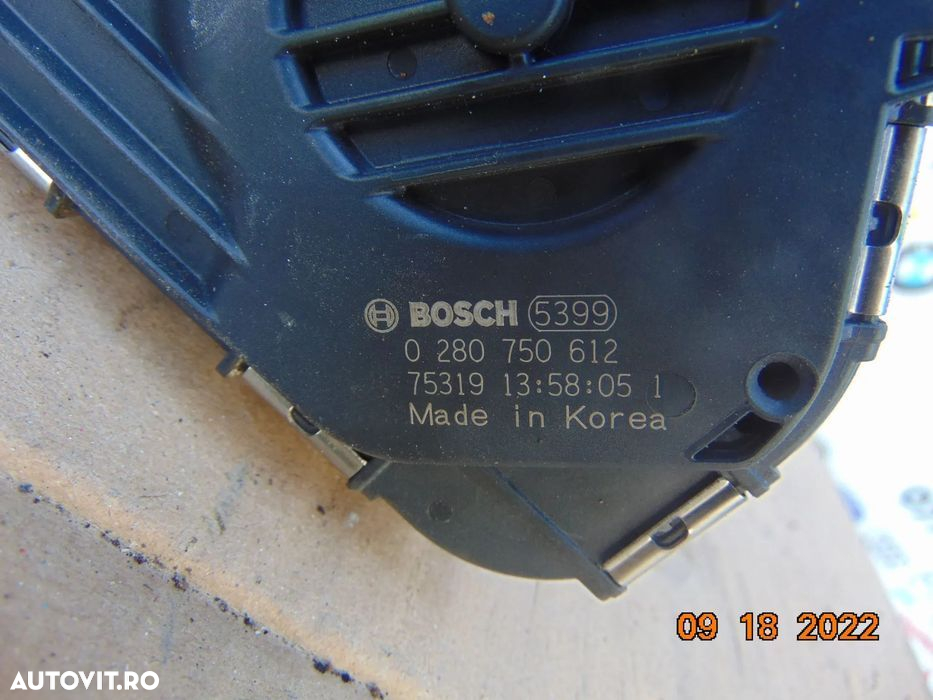 BOSCH 5399
0 280 750 612
75319 13:58:05 1
Made in Korea
09 18 2022
AUTOVIT.RO